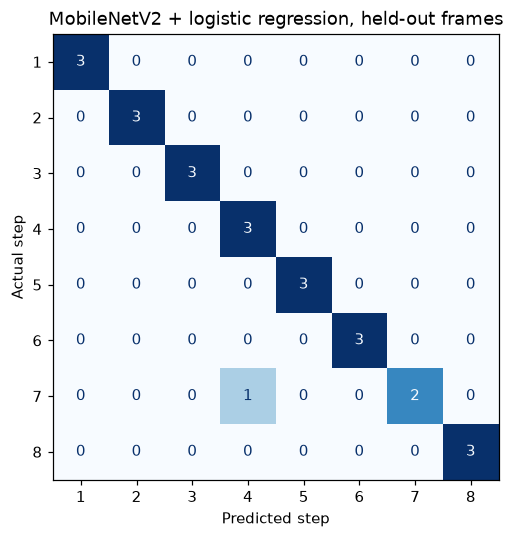 MobileNetV2 + logistic regression, held-out frames
Actual step
1 3 0 0 0 0 0 0 0
2 0 3 0 0 0 0 0 0
3 0 0 3 0 0 0 0 0
4 0 0 0 3 0 0 0 0
5 0 0 0 0 3 0 0 0
6 0 0 0 0 0 3 0 0
7 0 0 0 1 0 0 2 0
8 0 0 0 0 0 0 0 3
1 2 3 4 5 6 7 8
Predicted step